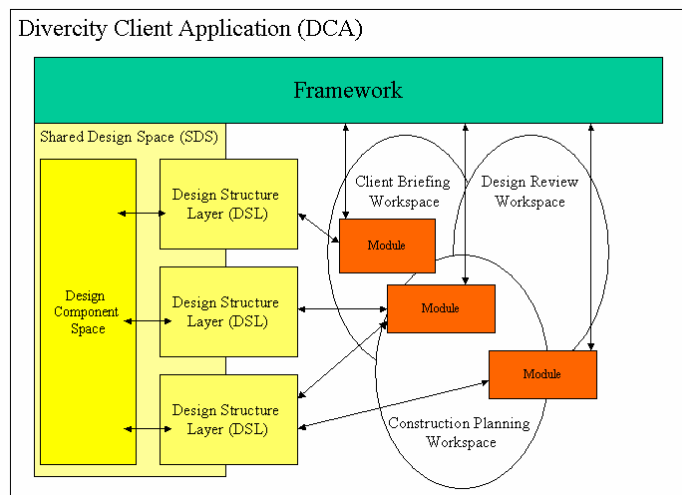 Divercity Client Application (DCA)
Framework
Shared Design Space (SDS)
Design Structure
Layer (DSL)
Client Briefing
Workspace
Design Review
Workspace
Module
Design
Component
Space
Design Structure
Layer (DSL)
Module
Design Structure
Layer (DSL)
Module
Construction Planning
Workspace